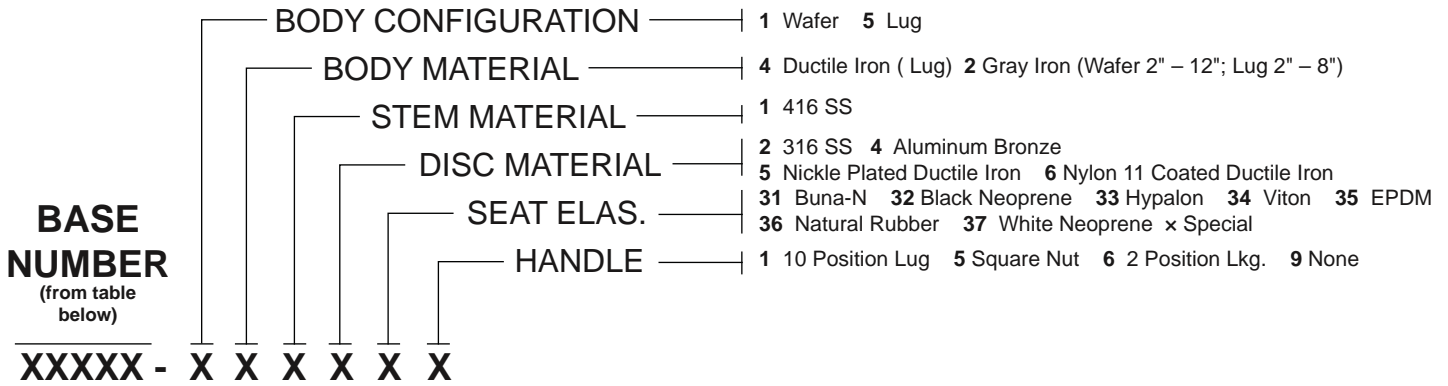 BODY CONFIGURATION 1 Wafer 5 Lug
BODY MATERIAL 4 Ductile Iron ( Lug) 2 Gray Iron (Wafer 2" – 12"; Lug 2" – 8")
STEM MATERIAL 1 416 SS
DISC MATERIAL 2 316 SS 4 Aluminum Bronze
5 Nickle Plated Ductile Iron 6 Nylon 11 Coated Ductile Iron
SEAT ELAS. 31 Buna-N 32 Black Neoprene 33 Hypalon 34 Viton 35 EPDM
36 Natural Rubber 37 White Neoprene × Special
HANDLE 1 10 Position Lug 5 Square Nut 6 2 Position Lkg. 9 None
BASE
NUMBER
(from table
below)
XXXXX - X X X X X X